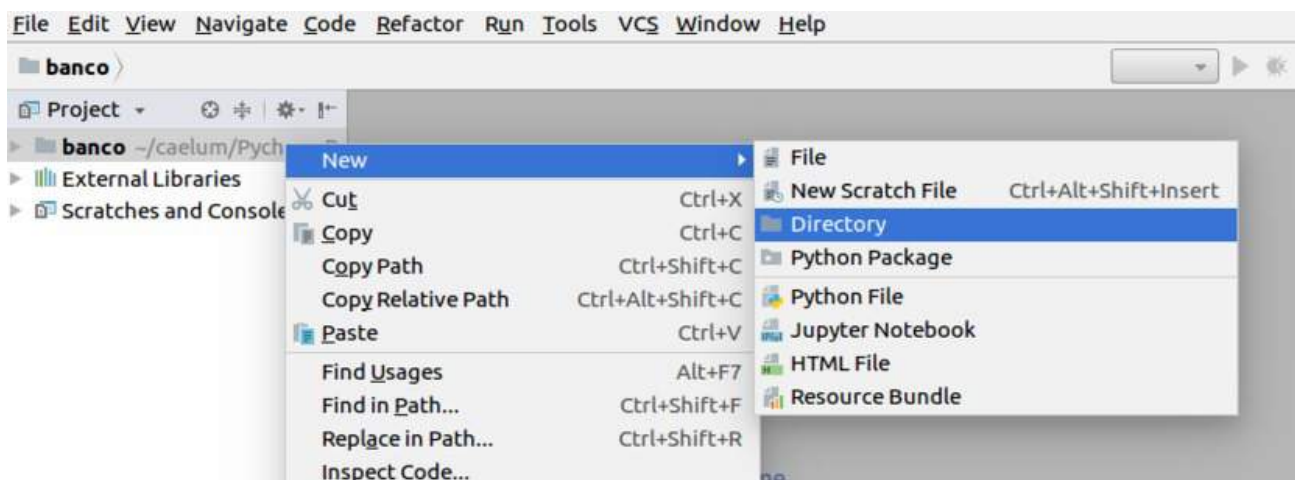 File Edit View Navigate Code Refactor Run Tools VCS Window Help
banco
Project
banco ~/caelum/Pych
External Libraries
Scratches and Console
New
Cut Ctrl+X
Copy Ctrl+C
Copy Path Ctrl+Shift+C
Copy Relative Path Ctrl+Alt+Shift+C
Paste Ctrl+V
Find Usages Alt+F7
Find in Path... Ctrl+Shift+F
Replace in Path... Ctrl+Shift+R
Inspect Code...
File
New Scratch File Ctrl+Alt+Shift+Insert
Directory
Python Package
Python File
Jupyter Notebook
HTML File
Resource Bundle